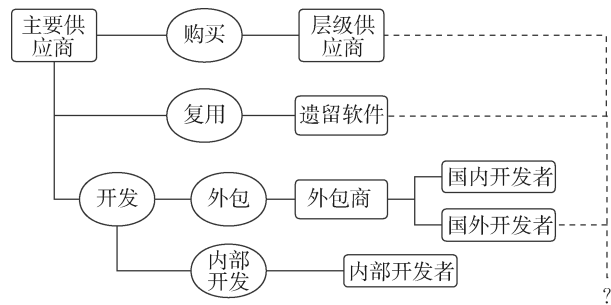 主要供
应商
购买
层级供
应商
复用
遗留软件
开发
外包
外包商
国内开发者
国外开发者
内部
开发
内部开发者
?